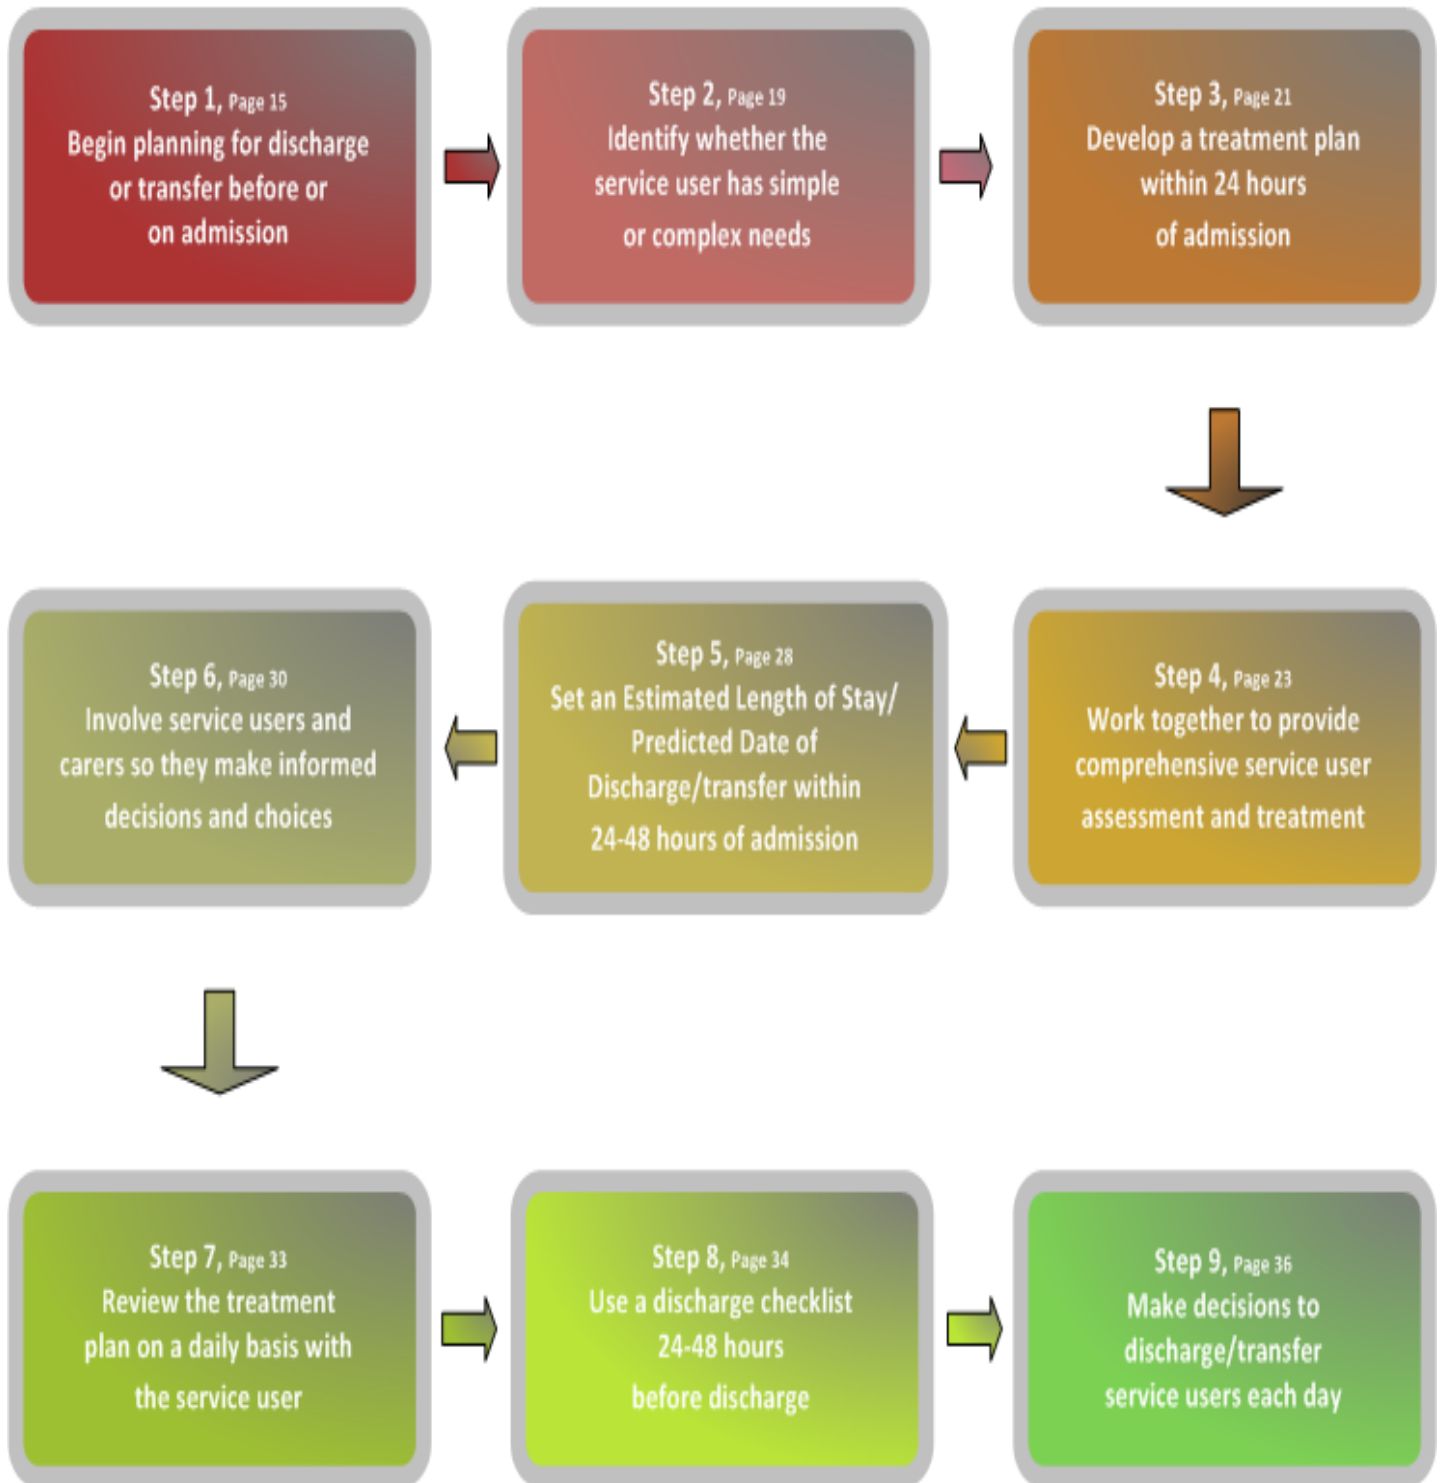 Step 1, Page 15
Begin planning for discharge
or transfer before or
on admission
Step 2, Page 19
Identify whether the
service user has simple
or complex needs
Step 3, Page 21
Develop a treatment plan
within 24 hours
of admission
Step 4, Page 23
Work together to provide
comprehensive service user
assessment and treatment
Step 5, Page 28
Set an Estimated Length of Stay/
Predicted Date of
Discharge/transfer within
24-48 hours of admission
Step 6, Page 30
Involve service users and
carers so they make informed
decisions and choices
Step 7, Page 33
Review the treatment
plan on a daily basis with
the service user
Step 8, Page 34
Use a discharge checklist
24-48 hours
before discharge
Step 9, Page 36
Make decisions to
discharge/transfer
service users each day